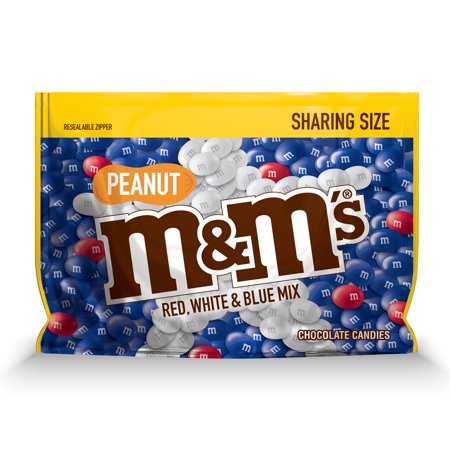 RESEALABLE ZIPPER
SHARING SIZE
PEANUT
m&m's®
RED, WHITE & BLUE MIX
CHOCOLATE CANDIES